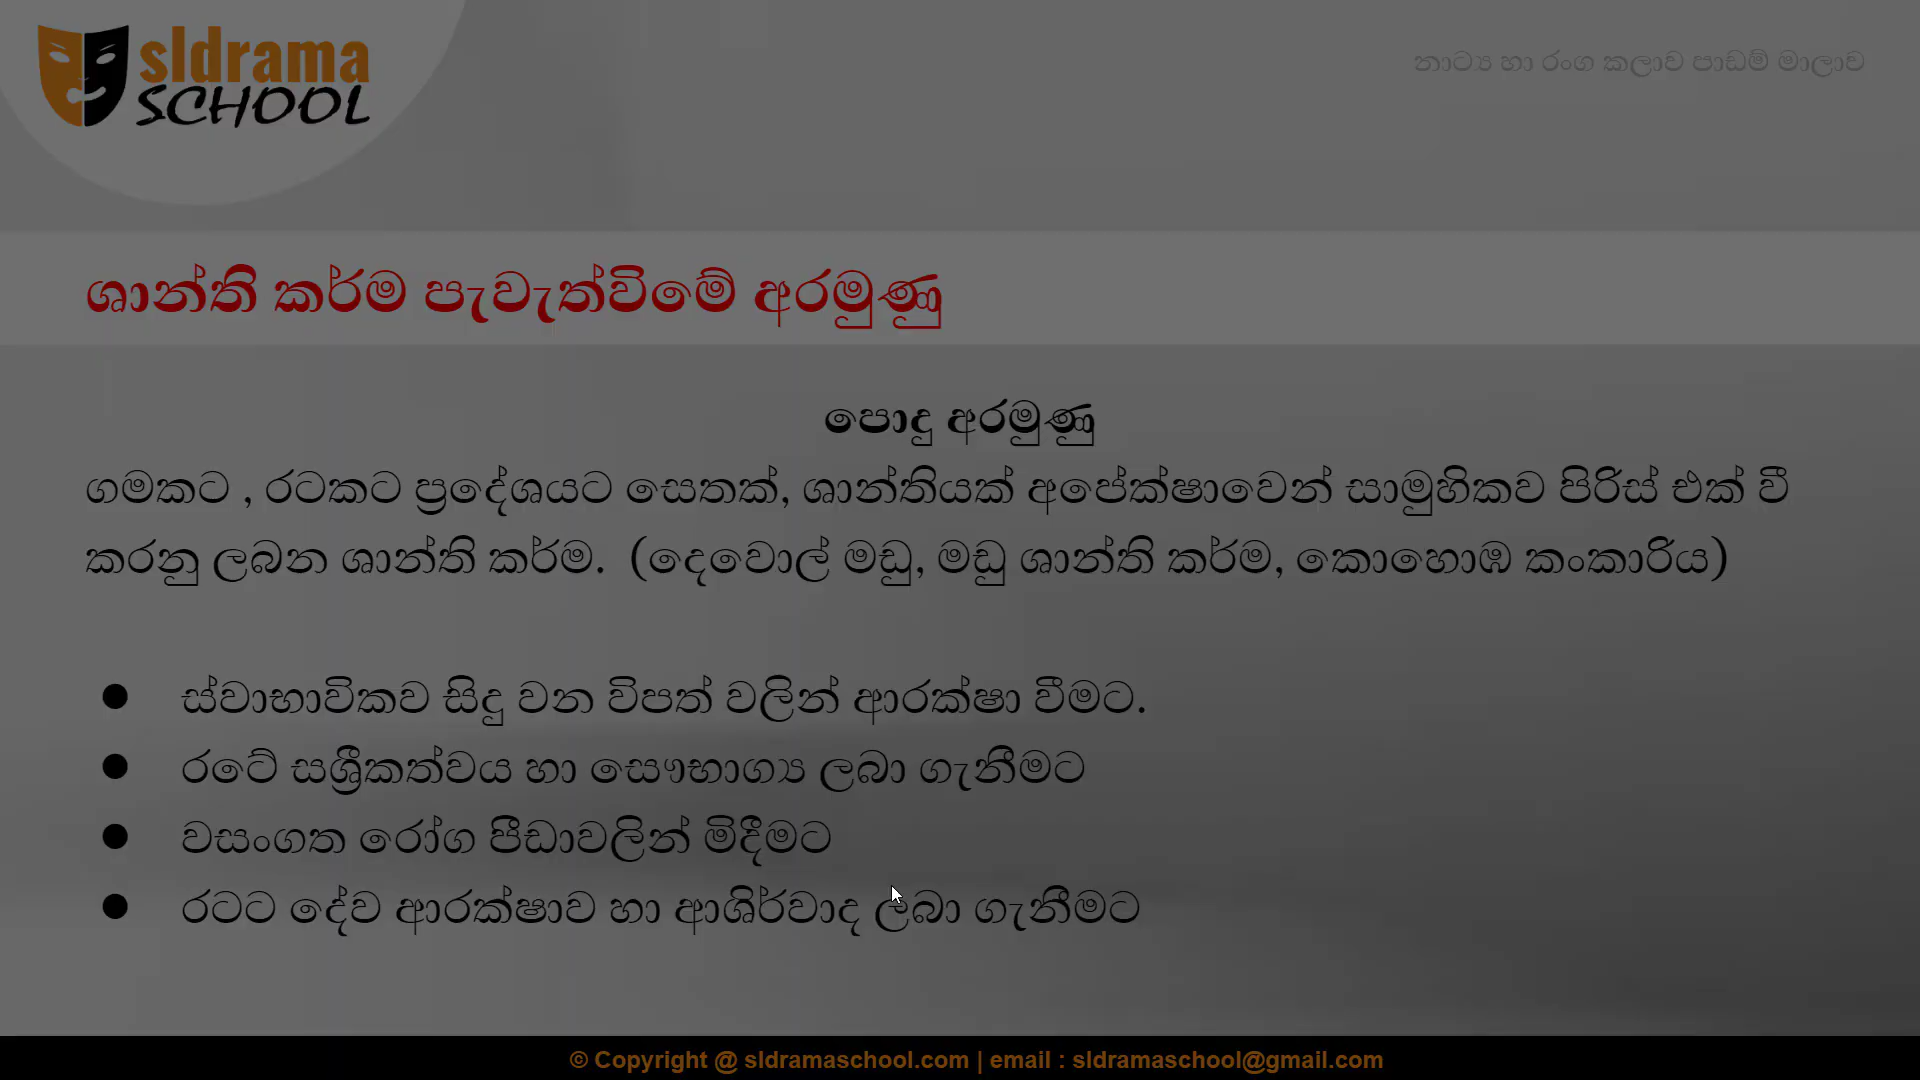 sldrama
SCHOOL
නාට්‍ය හා රංග කලාව පාඩම් මාලාව
ශාන්ති කර්ම පැවැත්විමේ අරමුණු
පොදු අරමුණු
ගමකට , රටකට ප්‍රදේශයට සෙතක්, ශාන්තියක් අපේක්ෂාවෙන් සාමුහිකව පිරිස් එක් වී
කරනු ලබන ශාන්ති කර්ම. (දෙවොල් මඩු, මඩු ශාන්ති කර්ම, කොහොඹ කංකාරිය)
● ස්වාභාවිකව සිදු වන විපත් වලින් ආරක්ෂා වීමට.
● රටේ සශ්‍රීකත්වය හා සෞභාග්‍ය ලබා ගැනීමට
● වසංගත රෝග පීඩාවලින් මිදීමට
● රටට දේව ආරක්ෂාව හා ආශිර්වාද ලබා ගැනීමට
© Copyright @ sldramaschool.com | email : sldramaschool@gmail.com